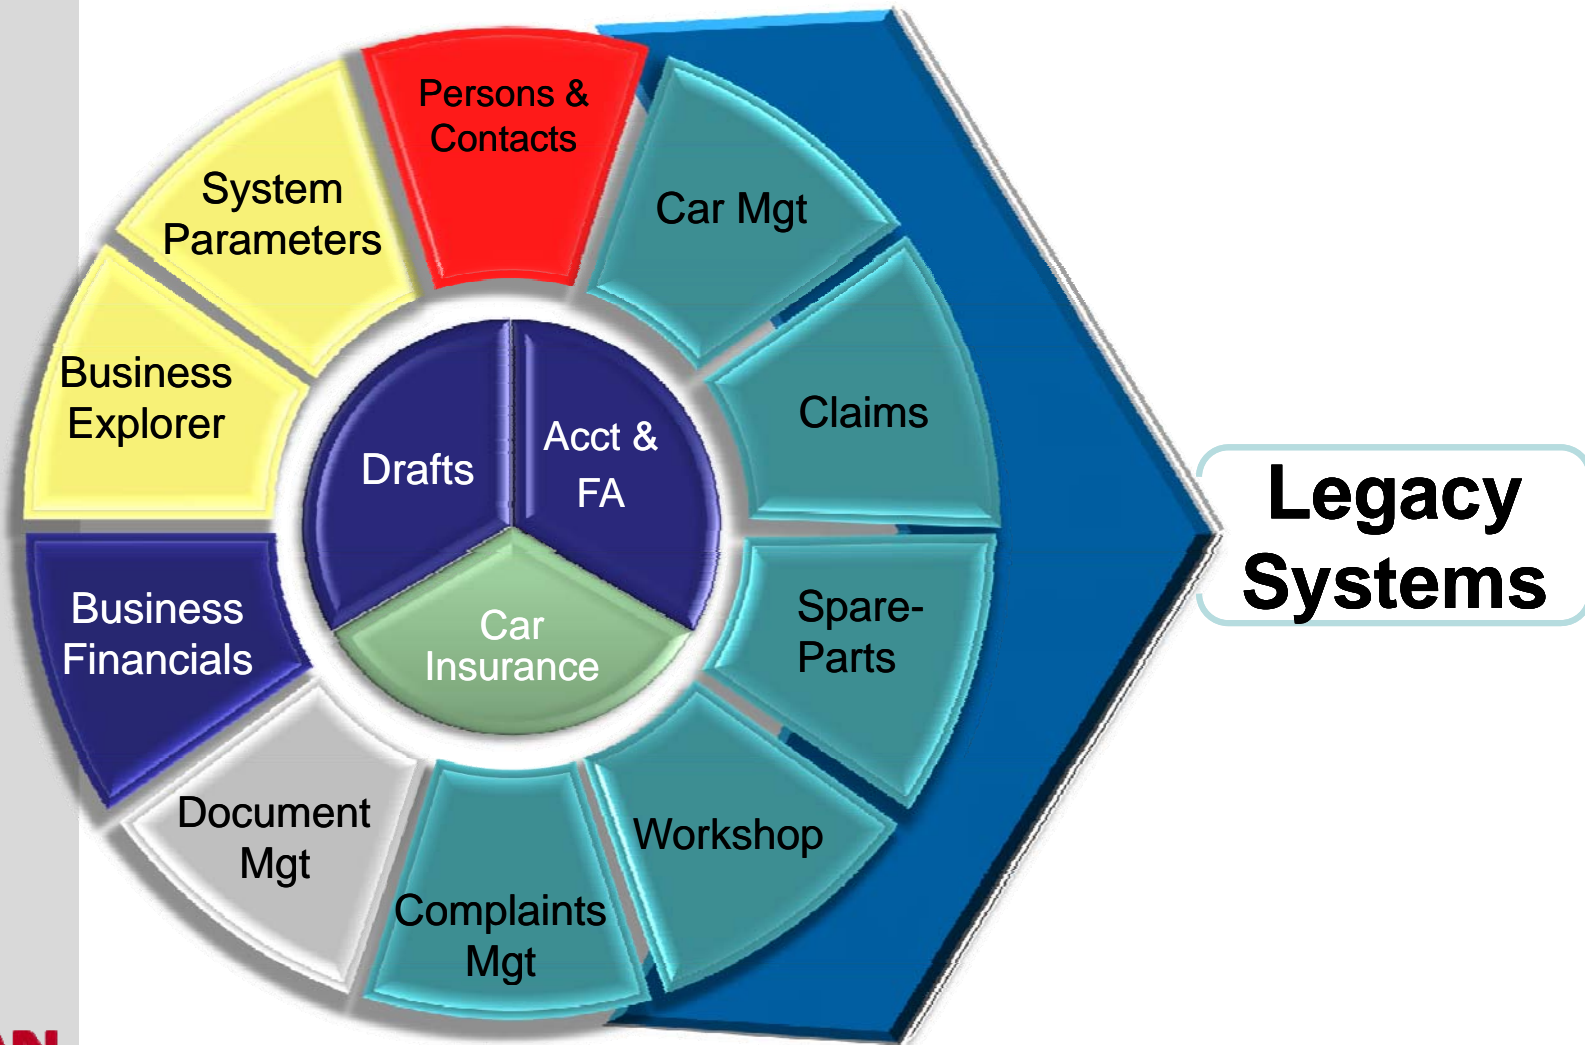 Persons &
Contacts
System
Parameters
Car Mgt
Business
Explorer
Claims
Drafts
Acct &
FA
Legacy
Systems
Business
Financials
Car
Insurance
Spare-
Parts
Document
Mgt
Workshop
Complaints
Mgt